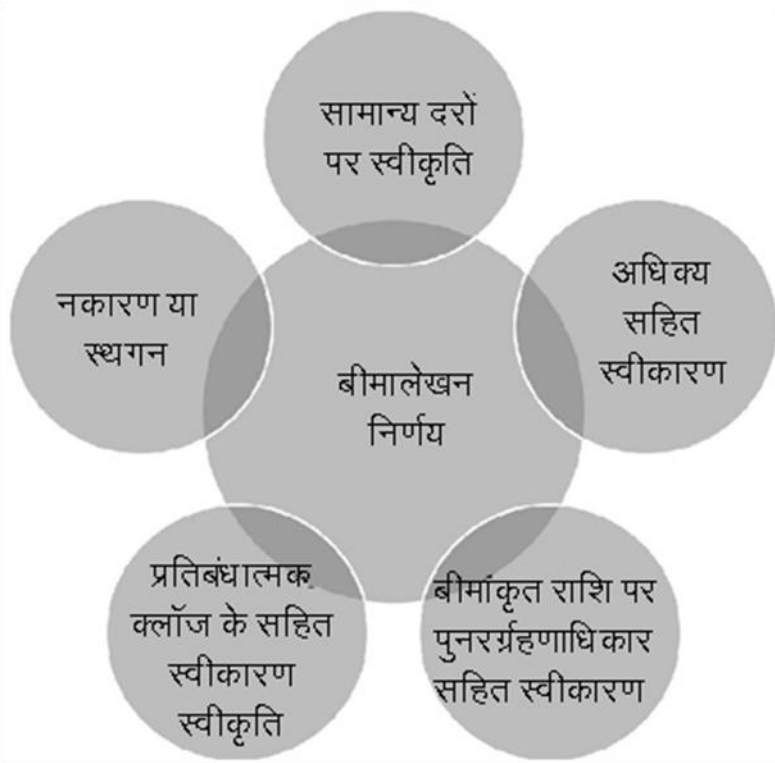 सामान्य दरों
पर स्वीकृति
अधिक्य
सहित
स्वीकारण
नकारण या
स्थगन
बीमालेखन
निर्णय
प्रतिबंधात्मक
क्लॉज के सहित
स्वीकारण
स्वीकृति
बीमांकृत राशि पर
पुनरर्ग्रहणाधिकार
सहित स्वीकारण